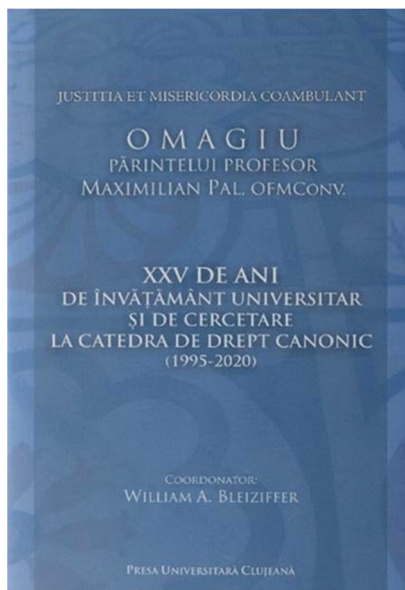 JUSTITIA ET MISERICORDIA COAMBULANT
OMAGIU
PĂRINTELUI PROFESOR
MAXIMILIAN PAL, OFMCONV.
XXV DE ANI
DE ÎNVĂȚĂMÂNT UNIVERSITAR
ȘI DE CERCETARE
LA CATEDRA DE DREPT CANONIC
(1995-2020)
COORDONATOR:
WILLIAM A. BLEIZIFFER
PRESA UNIVERSITARĂ CLUJEANĂ